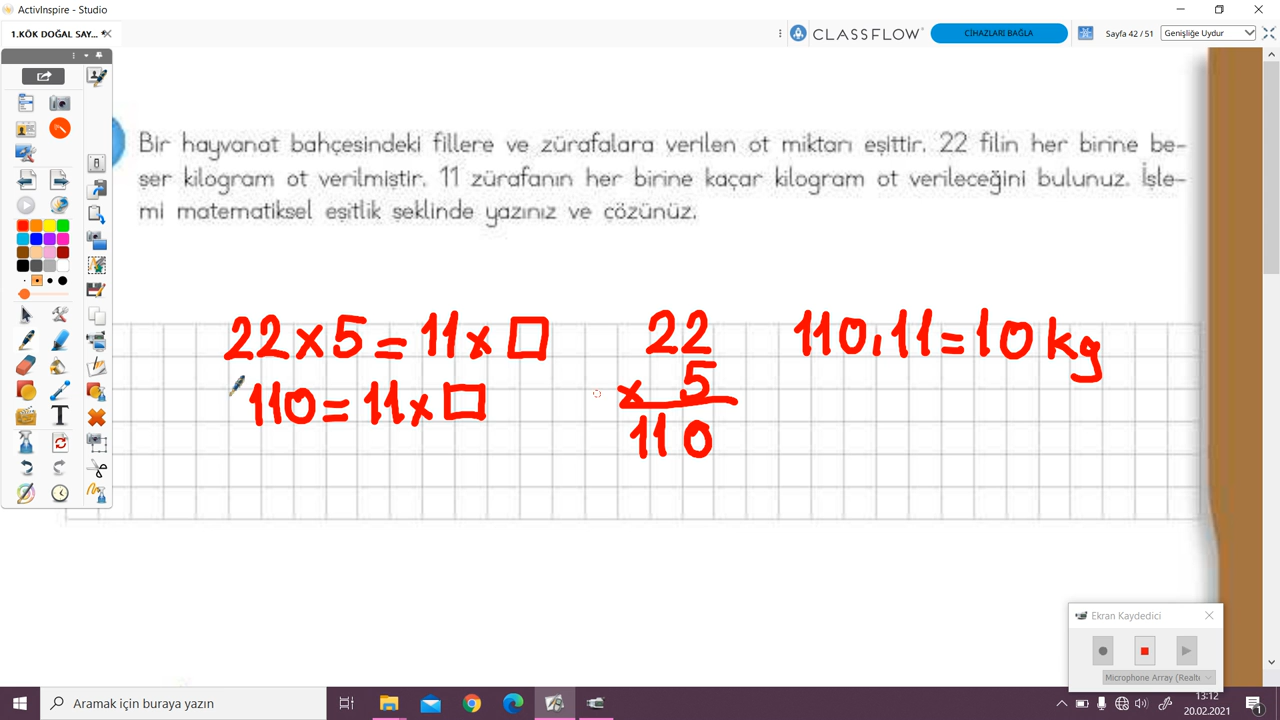 ActivInspire - Studio
1.KÖK DOĞAL SAY...
CLASSFLOW
CİHAZLARI BAĞLA
Sayfa 42 / 51
Genişliğe Uydur
Bir hayvanat bahçesindeki fillere ve zürafalara verilen ot miktarı eşittir. 22 filin her birine be-
şer kilogram ot verilmiştir. 11 zürafanın her birine kaçar kilogram ot verileceğini bulunuz. İşle-
mi matematiksel eşitlik şeklinde yazınız ve çözünüz.
22 x 5 = 11 x □
110 = 11 x □
22
x 5
110
110 , 11 = 10 kg
Ekran Kaydedici
Microphone Array (Realte
Aramak için buraya yazın
13:12
20.02.2021
1